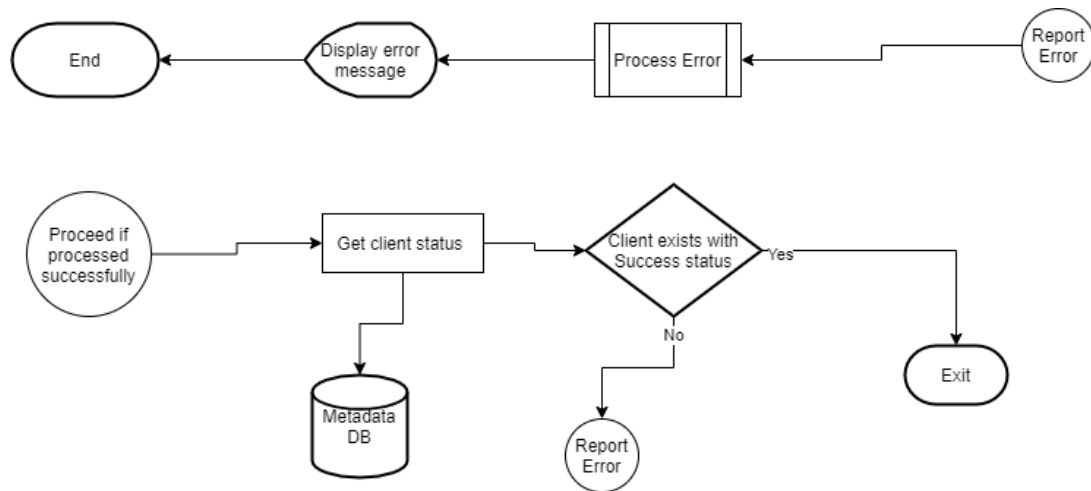 End
Display error
message
Process Error
Report
Error
Proceed if
processed
successfully
Get client status
Client exists with
Success status
Yes
No
Metadada
DB
Report
Error
Exit